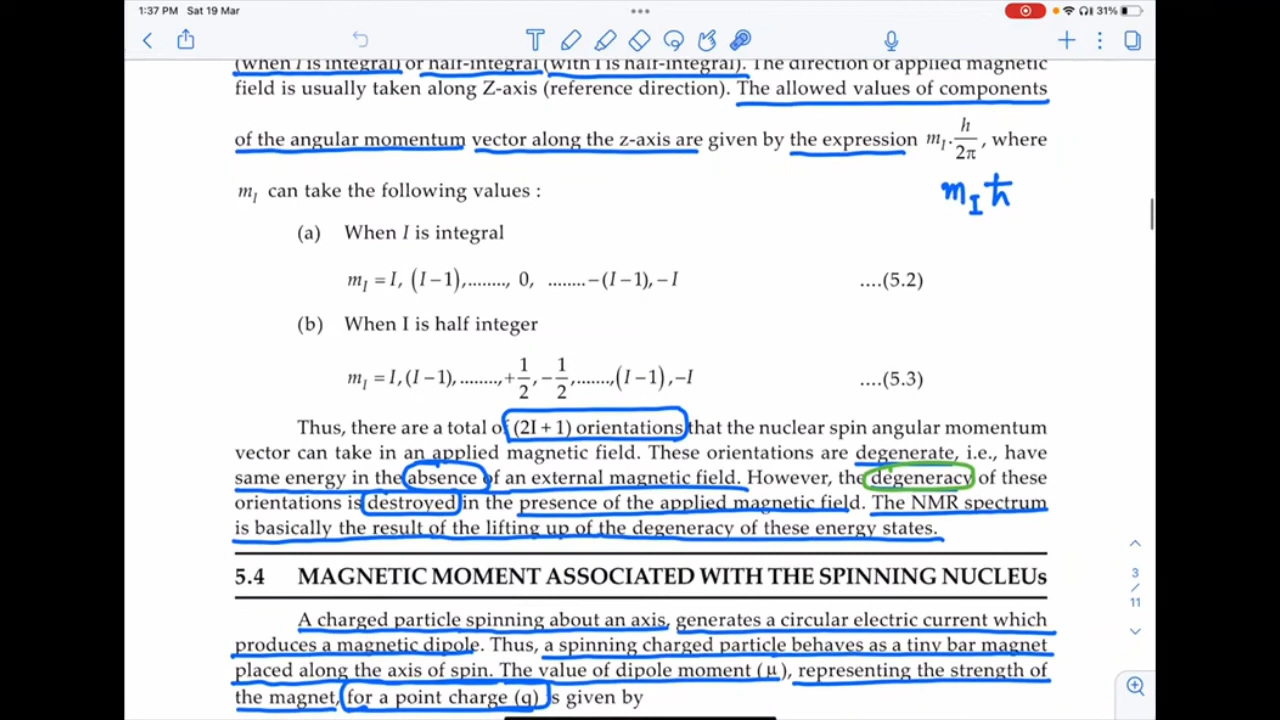 1:37 PM Sat 19 Mar
31%
(when I is integral) or half-integral (with I is half-integral). The direction of applied magnetic
field is usually taken along Z-axis (reference direction). The allowed values of components
of the angular momentum vector along the z-axis are given by the expression m_I · h/2π, where
m_I ħ
m_I can take the following values :
(a) When I is integral
m_I = I, (I−1),........, 0, ........−(I−1), −I ....(5.2)
(b) When I is half integer
m_I = I, (I−1), ........,+1/2, −1/2,.......,(I−1),−I ....(5.3)
Thus, there are a total of (2I + 1) orientations that the nuclear spin angular momentum
vector can take in an applied magnetic field. These orientations are degenerate, i.e., have
same energy in the absence of an external magnetic field. However, the degeneracy of these
orientations is destroyed in the presence of the applied magnetic field. The NMR spectrum
is basically the result of the lifting up of the degeneracy of these energy states.
5.4 MAGNETIC MOMENT ASSOCIATED WITH THE SPINNING NUCLEUs
A charged particle spinning about an axis, generates a circular electric current which
produces a magnetic dipole. Thus, a spinning charged particle behaves as a tiny bar magnet
placed along the axis of spin. The value of dipole moment (μ), representing the strength of
the magnet, for a point charge (q) is given by
3
/
11